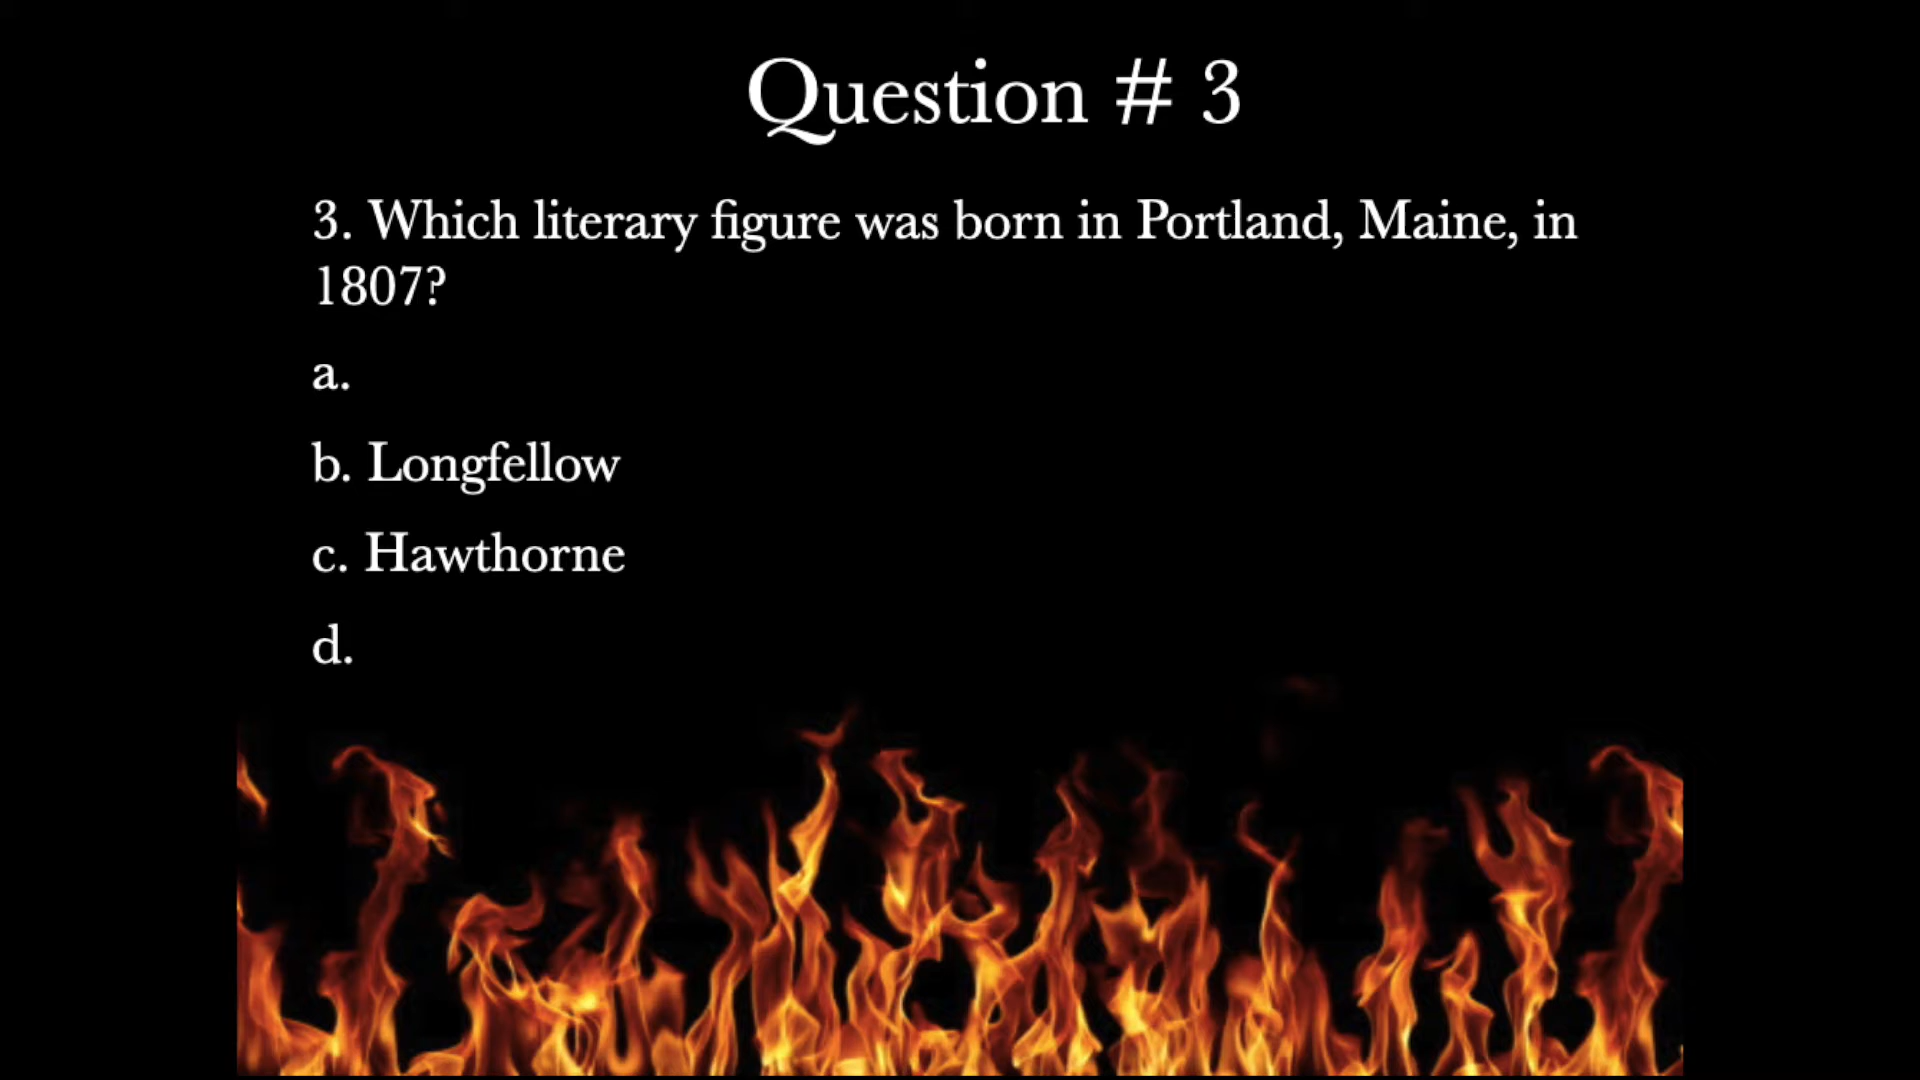 Question # 3
3. Which literary figure was born in Portland, Maine, in
1807?
a.
b. Longfellow
c. Hawthorne
d.